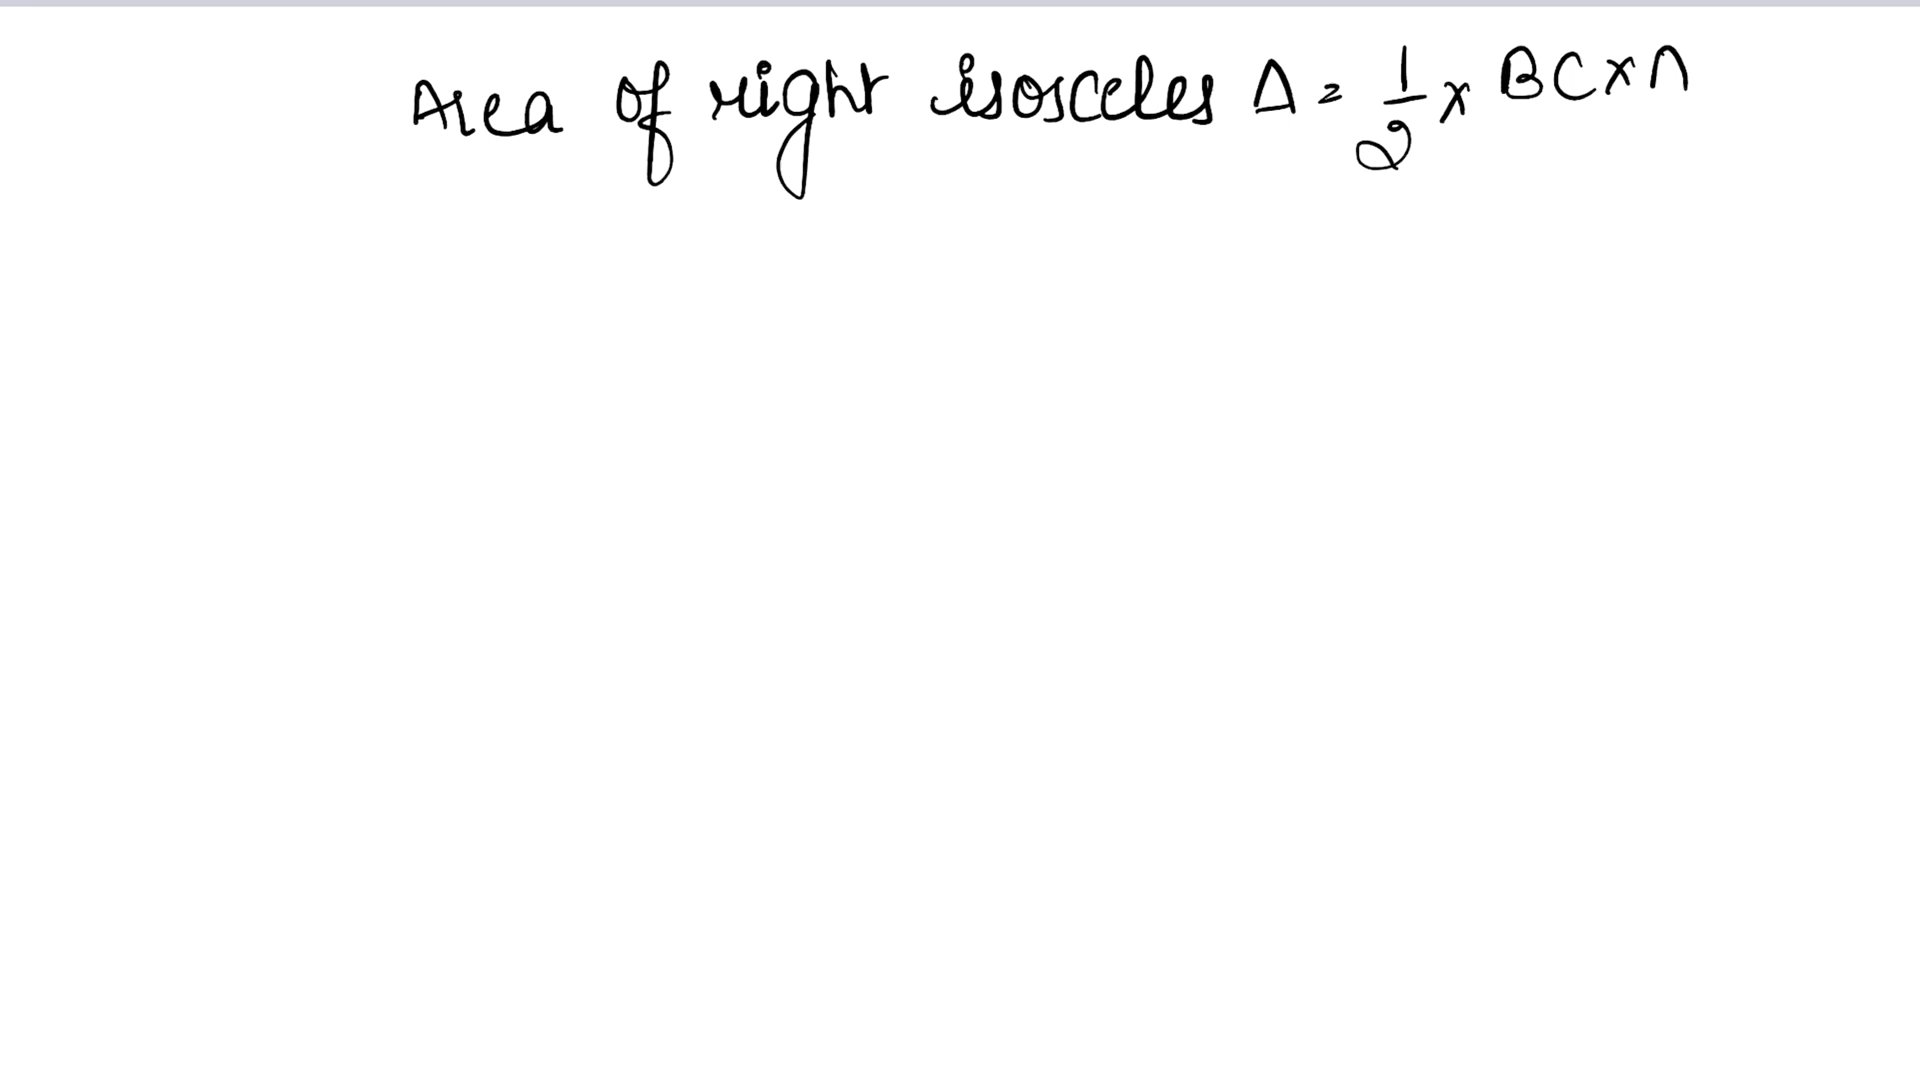 Area of right isosceles Δ = 1/2 x BC x